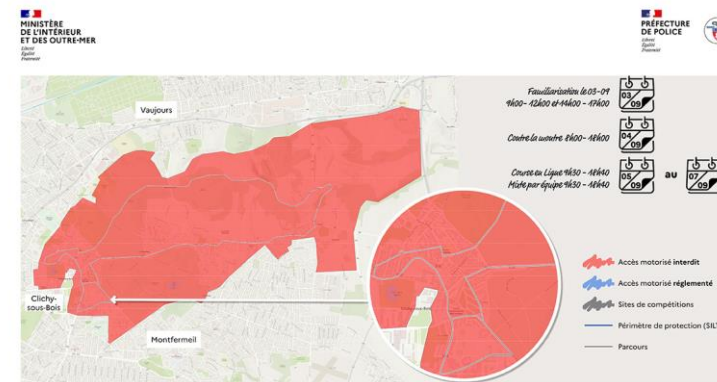 MINISTÈRE
DE L'INTÉRIEUR
ET DES OUTRE-MER
Liberté
Égalité
Fraternité
PRÉFECTURE
DE POLICE
Liberté
Égalité
Fraternité
Vaujours
Clichy-
sous-Bois
Montfermeil
Familiarisation le 03-09
9h00- 12h00 et 14h00 - 17h00
03
09
Contre la montre 8h00- 18h00
04
09
Course en Ligne 9h30 - 18h40
Mixte par équipe 9h30 - 18h40
05
09
au
07
09
Accès motorisé interdit
Accès motorisé réglementé
Sites de compétitions
Périmètre de protection (SILT
Parcours